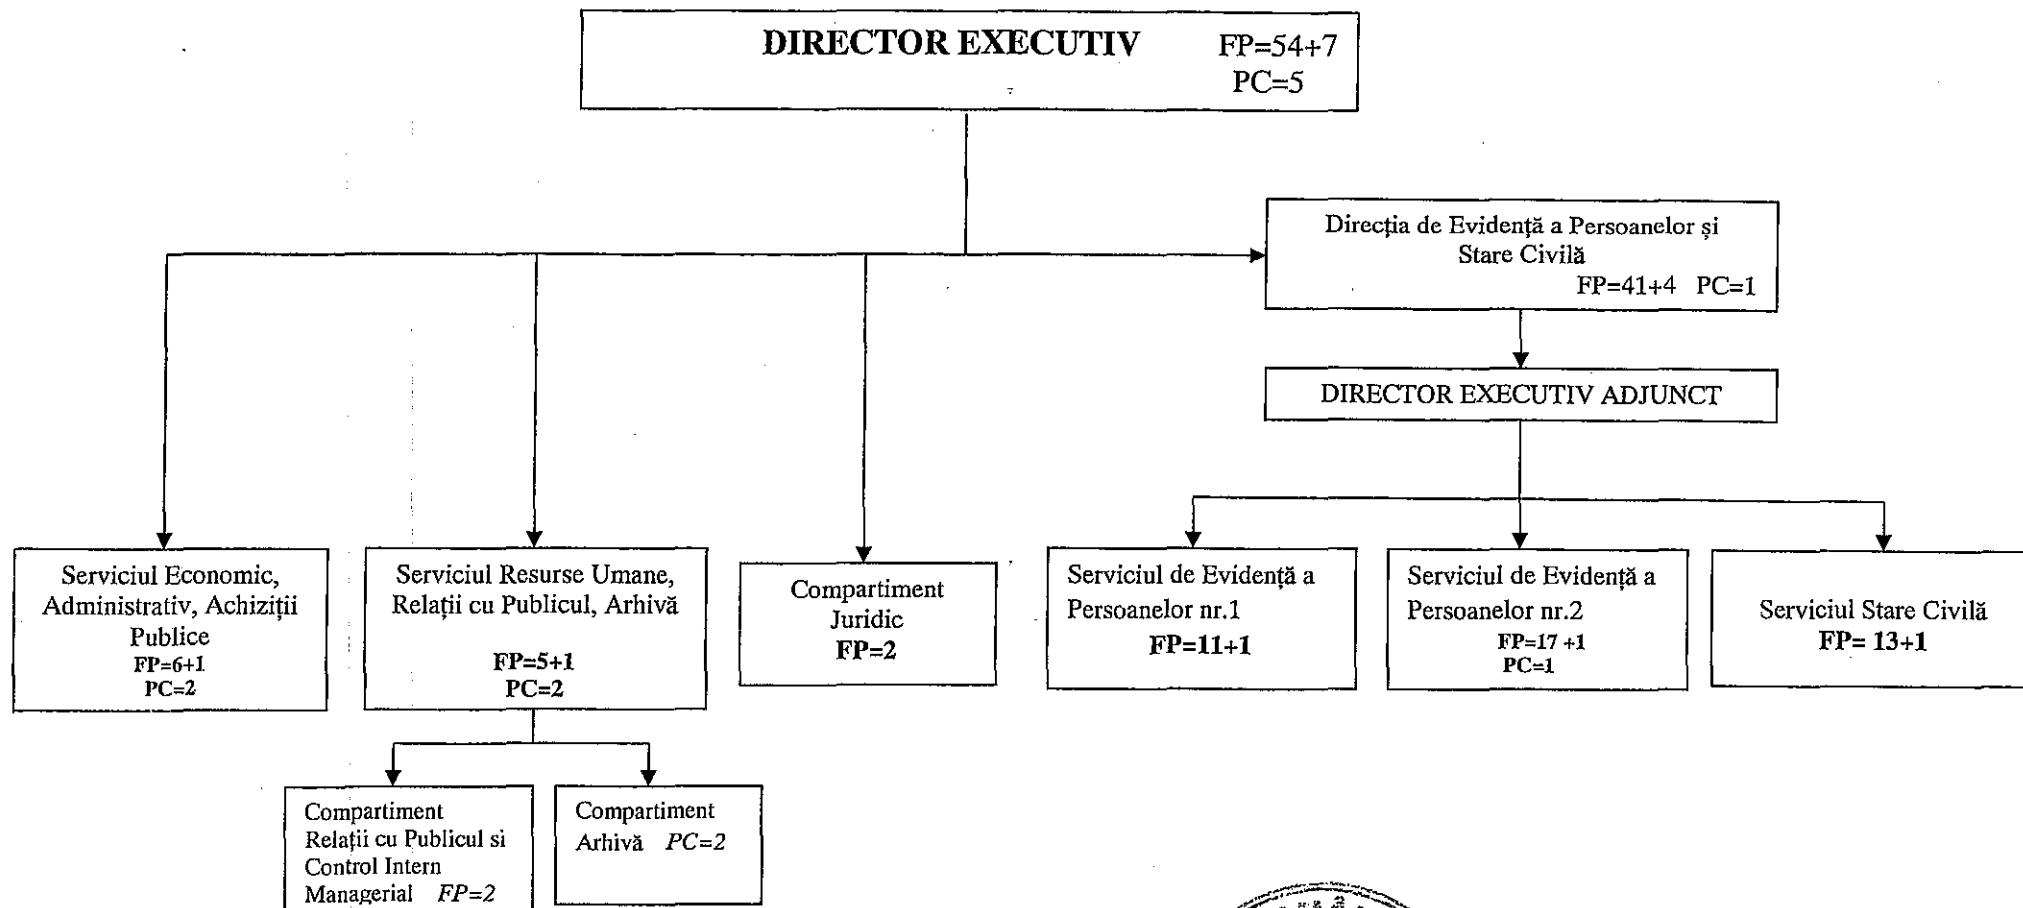 DIRECTOR EXECUTIV FP=54+7
PC=5
Direcția de Evidență a Persoanelor și
Stare Civilă
FP=41+4 PC=1
DIRECTOR EXECUTIV ADJUNCT
Serviciul Economic,
Administrativ, Achiziții
Publice
FP=6+1
PC=2
Serviciul Resurse Umane,
Relații cu Publicul, Arhivă
FP=5+1
PC=2
Compartiment
Juridic
FP=2
Serviciul de Evidență a
Persoanelor nr.1
FP=11+1
Serviciul de Evidență a
Persoanelor nr.2
FP=17 +1
PC=1
Serviciul Stare Civilă
FP= 13+1
Compartiment
Relații cu Publicul si
Control Intern
Managerial FP=2
Compartiment
Arhivă PC=2